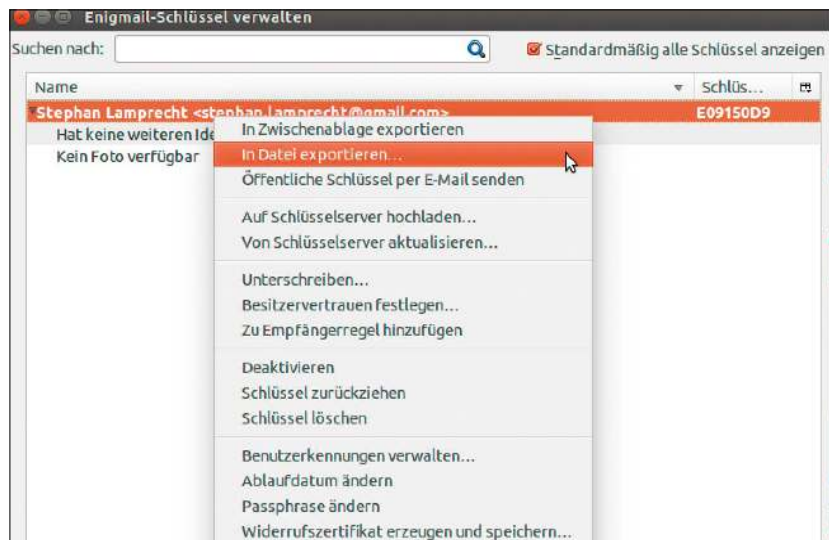 Enigmail-Schlüssel verwalten
Suchen nach:
Standardmäßig alle Schlüssel anzeigen
Name
Schlüs...
Stephan Lamprecht <stephan.lamprecht@gmail.com>
E09150D9
Hat keine weiteren Ide
Kein Foto verfügbar
In Zwischenablage exportieren
In Datei exportieren...
Öffentliche Schlüssel per E-Mail senden
Auf Schlüsselserver hochladen...
Von Schlüsselserver aktualisieren...
Unterschreiben...
Besitzervertrauen festlegen...
Zu Empfängerregel hinzufügen
Deaktivieren
Schlüssel zurückziehen
Schlüssel löschen
Benutzerkennungen verwalten...
Ablaufdatum ändern
Passphrase ändern
Widerrufszertifikat erzeugen und speichern...